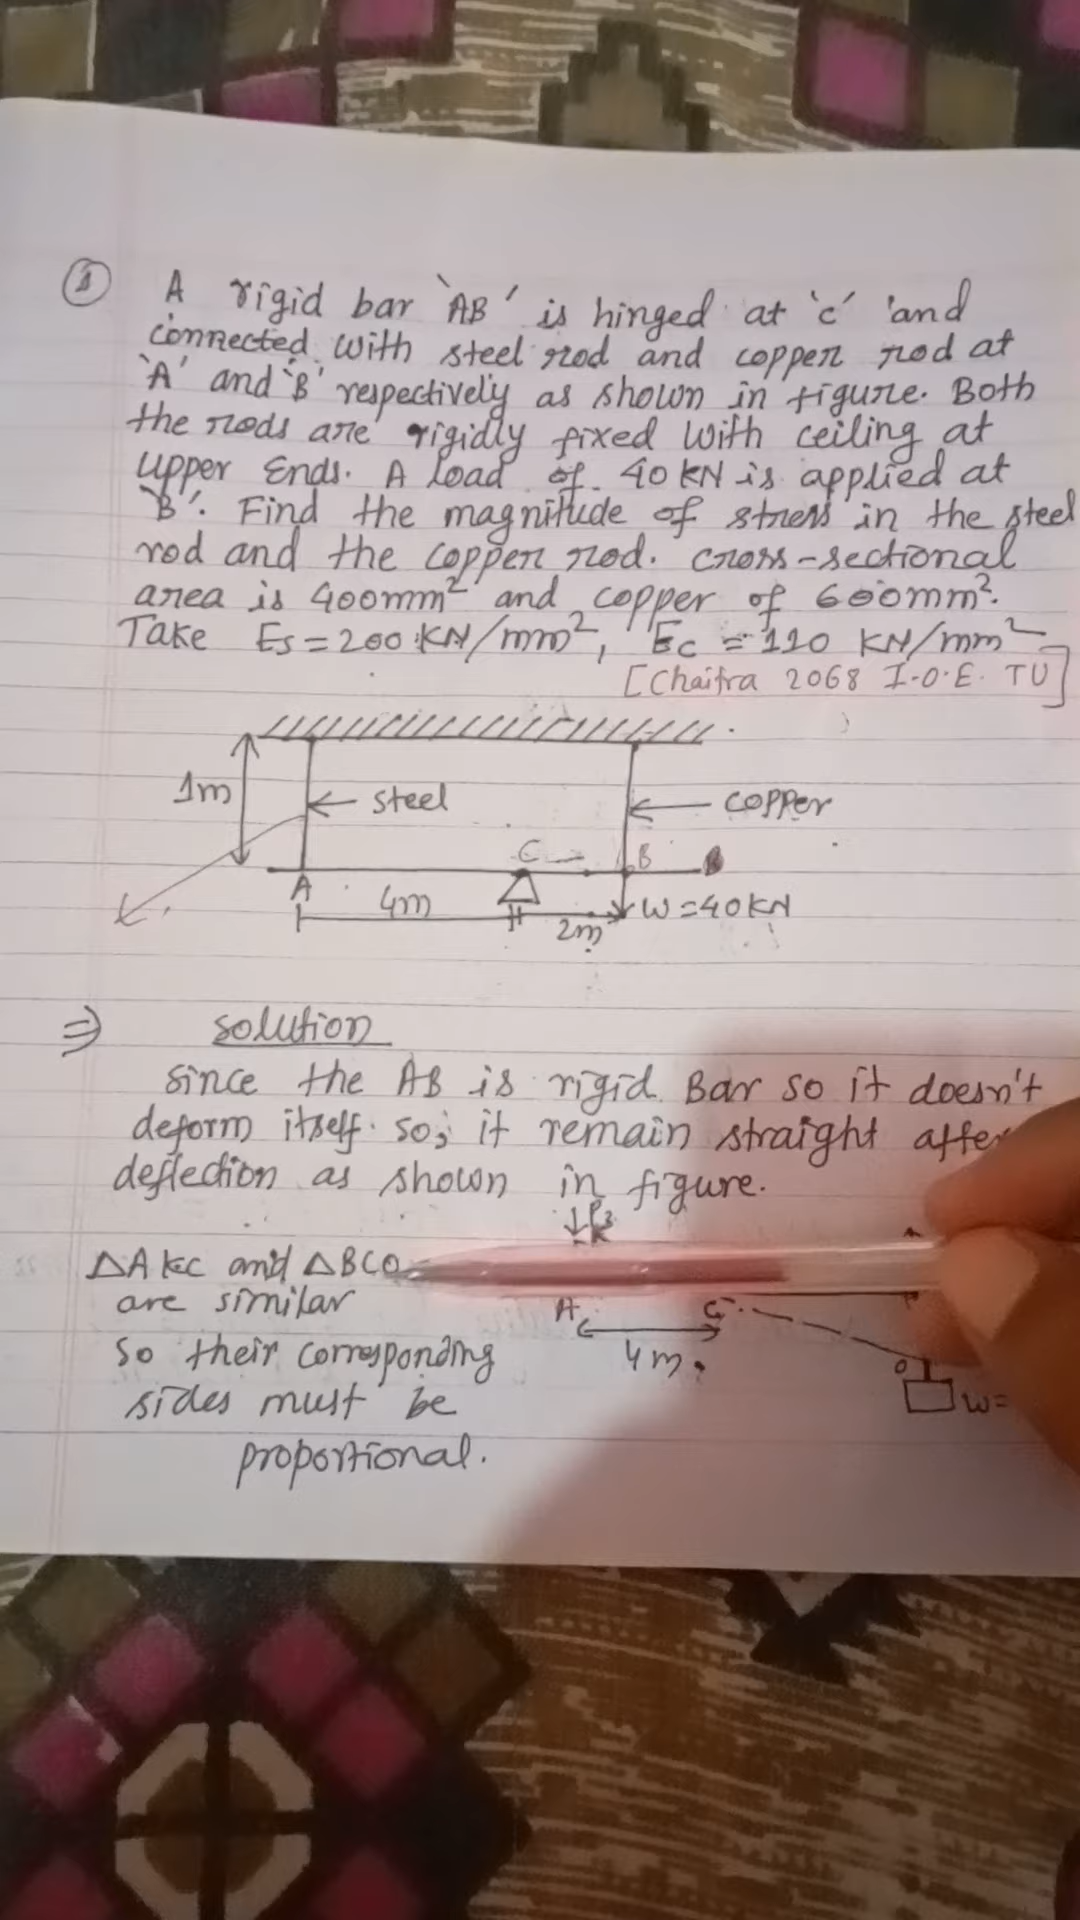 ① A rigid bar `AB' is hinged at `c' 'and
connected with steel rod and copper rod at
`A' and `B' respectively as shown in figure. Both
the rods are rigidly fixed with ceiling at
upper Ends. A load of 40 KN is applied at
`B'. Find the magnitude of stress in the steel
rod and the copper rod. cross-sectional
area is 400mm² and copper of 600mm².
Take Es = 200 KN/mm², Ec = 110 KN/mm²
[Chaitra 2068 I.O.E. TU]
1m
steel
copper
C
B
A
4m
W = 40KN
2m
⇒ solution
since the AB is rigid Bar so it doesn't
deform itself. so, it remain straight
deflection as shown in figure.
△AKC and △BCO
are similar
A
C
so their corresponding
4m.
O
W=
sides must be
proportional.